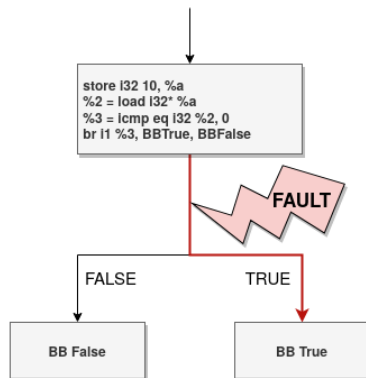 store i32 10, %a
%2 = load i32* %a
%3 = icmp eq i32 %2, 0
br i1 %3, BBTrue, BBFalse
FAULT
FALSE
TRUE
BB False
BB True